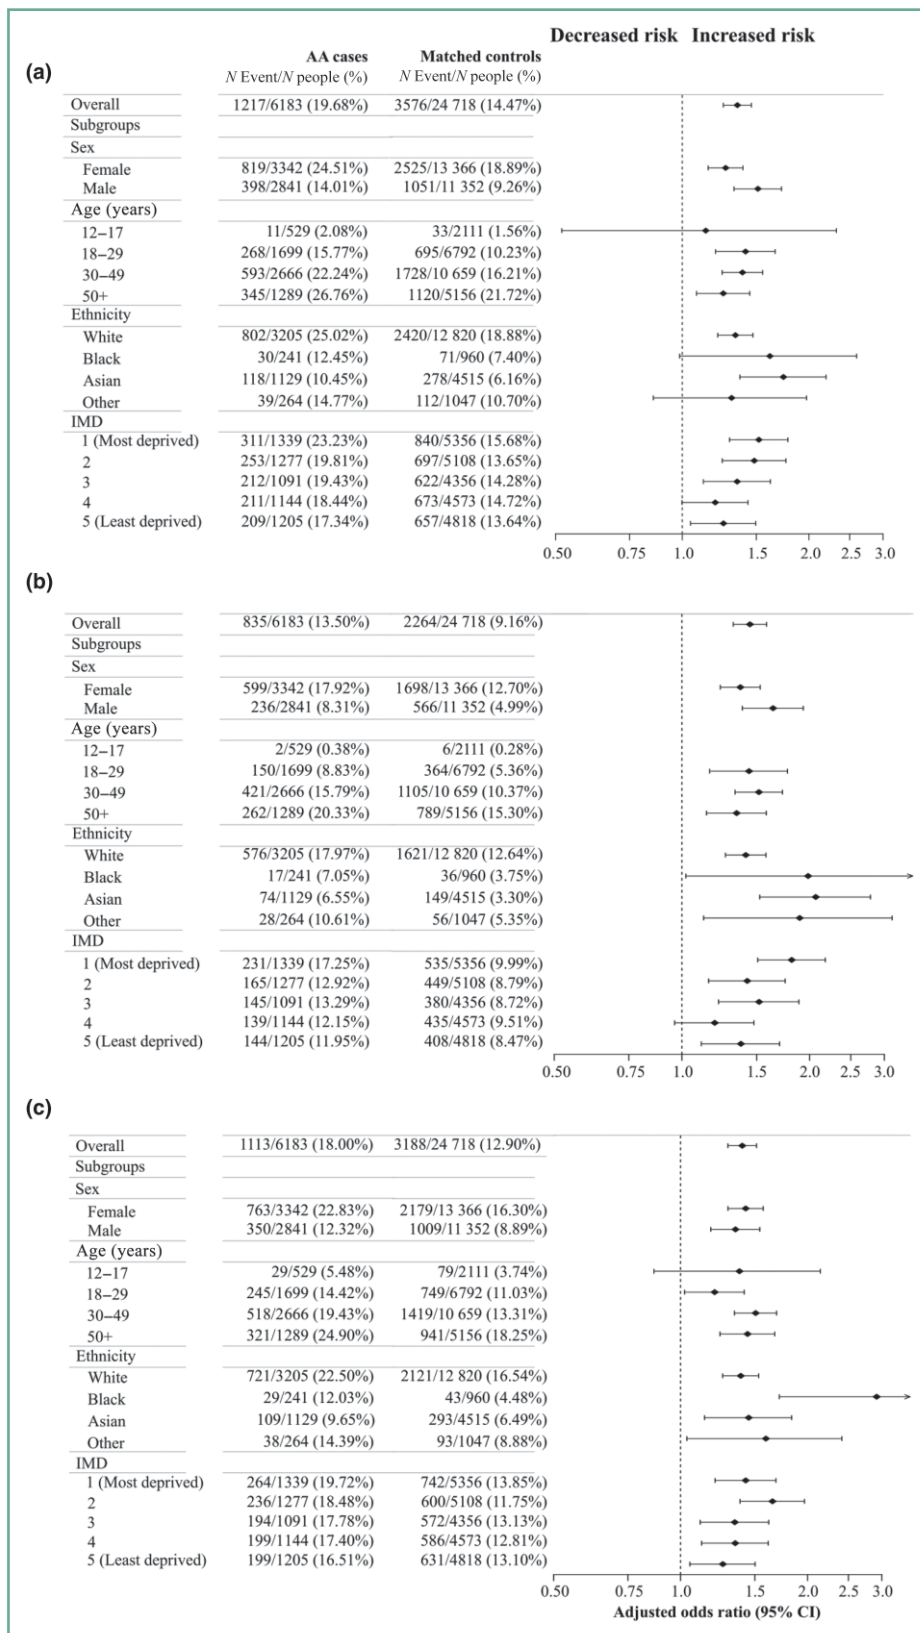 Decreased risk Increased risk
AA cases Matched controls
(a) N Event/N people (%) N Event/N people (%)
Overall 1217/6183 (19.68%) 3576/24 718 (14.47%)
Subgroups
Sex
Female 819/3342 (24.51%) 2525/13 366 (18.89%)
Male 398/2841 (14.01%) 1051/11 352 (9.26%)
Age (years)
12–17 11/529 (2.08%) 33/2111 (1.56%)
18–29 268/1699 (15.77%) 695/6792 (10.23%)
30–49 593/2666 (22.24%) 1728/10 659 (16.21%)
50+ 345/1289 (26.76%) 1120/5156 (21.72%)
Ethnicity
White 802/3205 (25.02%) 2420/12 820 (18.88%)
Black 30/241 (12.45%) 71/960 (7.40%)
Asian 118/1129 (10.45%) 278/4515 (6.16%)
Other 39/264 (14.77%) 112/1047 (10.70%)
IMD
1 (Most deprived) 311/1339 (23.23%) 840/5356 (15.68%)
2 253/1277 (19.81%) 697/5108 (13.65%)
3 212/1091 (19.43%) 622/4356 (14.28%)
4 211/1144 (18.44%) 673/4573 (14.72%)
5 (Least deprived) 209/1205 (17.34%) 657/4818 (13.64%)
0.50 0.75 1.0 1.5 2.0 2.5 3.0
(b)
Overall 835/6183 (13.50%) 2264/24 718 (9.16%)
Subgroups
Sex
Female 599/3342 (17.92%) 1698/13 366 (12.70%)
Male 236/2841 (8.31%) 566/11 352 (4.99%)
Age (years)
12–17 2/529 (0.38%) 6/2111 (0.28%)
18–29 150/1699 (8.83%) 364/6792 (5.36%)
30–49 421/2666 (15.79%) 1105/10 659 (10.37%)
50+ 262/1289 (20.33%) 789/5156 (15.30%)
Ethnicity
White 576/3205 (17.97%) 1621/12 820 (12.64%)
Black 17/241 (7.05%) 36/960 (3.75%)
Asian 74/1129 (6.55%) 149/4515 (3.30%)
Other 28/264 (10.61%) 56/1047 (5.35%)
IMD
1 (Most deprived) 231/1339 (17.25%) 535/5356 (9.99%)
2 165/1277 (12.92%) 449/5108 (8.79%)
3 145/1091 (13.29%) 380/4356 (8.72%)
4 139/1144 (12.15%) 435/4573 (9.51%)
5 (Least deprived) 144/1205 (11.95%) 408/4818 (8.47%)
0.50 0.75 1.0 1.5 2.0 2.5 3.0
(c)
Overall 1113/6183 (18.00%) 3188/24 718 (12.90%)
Subgroups
Sex
Female 763/3342 (22.83%) 2179/13 366 (16.30%)
Male 350/2841 (12.32%) 1009/11 352 (8.89%)
Age (years)
12–17 29/529 (5.48%) 79/2111 (3.74%)
18–29 245/1699 (14.42%) 749/6792 (11.03%)
30–49 518/2666 (19.43%) 1419/10 659 (13.31%)
50+ 321/1289 (24.90%) 941/5156 (18.25%)
Ethnicity
White 721/3205 (22.50%) 2121/12 820 (16.54%)
Black 29/241 (12.03%) 43/960 (4.48%)
Asian 109/1129 (9.65%) 293/4515 (6.49%)
Other 38/264 (14.39%) 93/1047 (8.88%)
IMD
1 (Most deprived) 264/1339 (19.72%) 742/5356 (13.85%)
2 236/1277 (18.48%) 600/5108 (11.75%)
3 194/1091 (17.78%) 572/4356 (13.13%)
4 199/1144 (17.40%) 586/4573 (12.81%)
5 (Least deprived) 199/1205 (16.51%) 631/4818 (13.10%)
0.50 0.75 1.0 1.5 2.0 2.5 3.0
Adjusted odds ratio (95% CI)